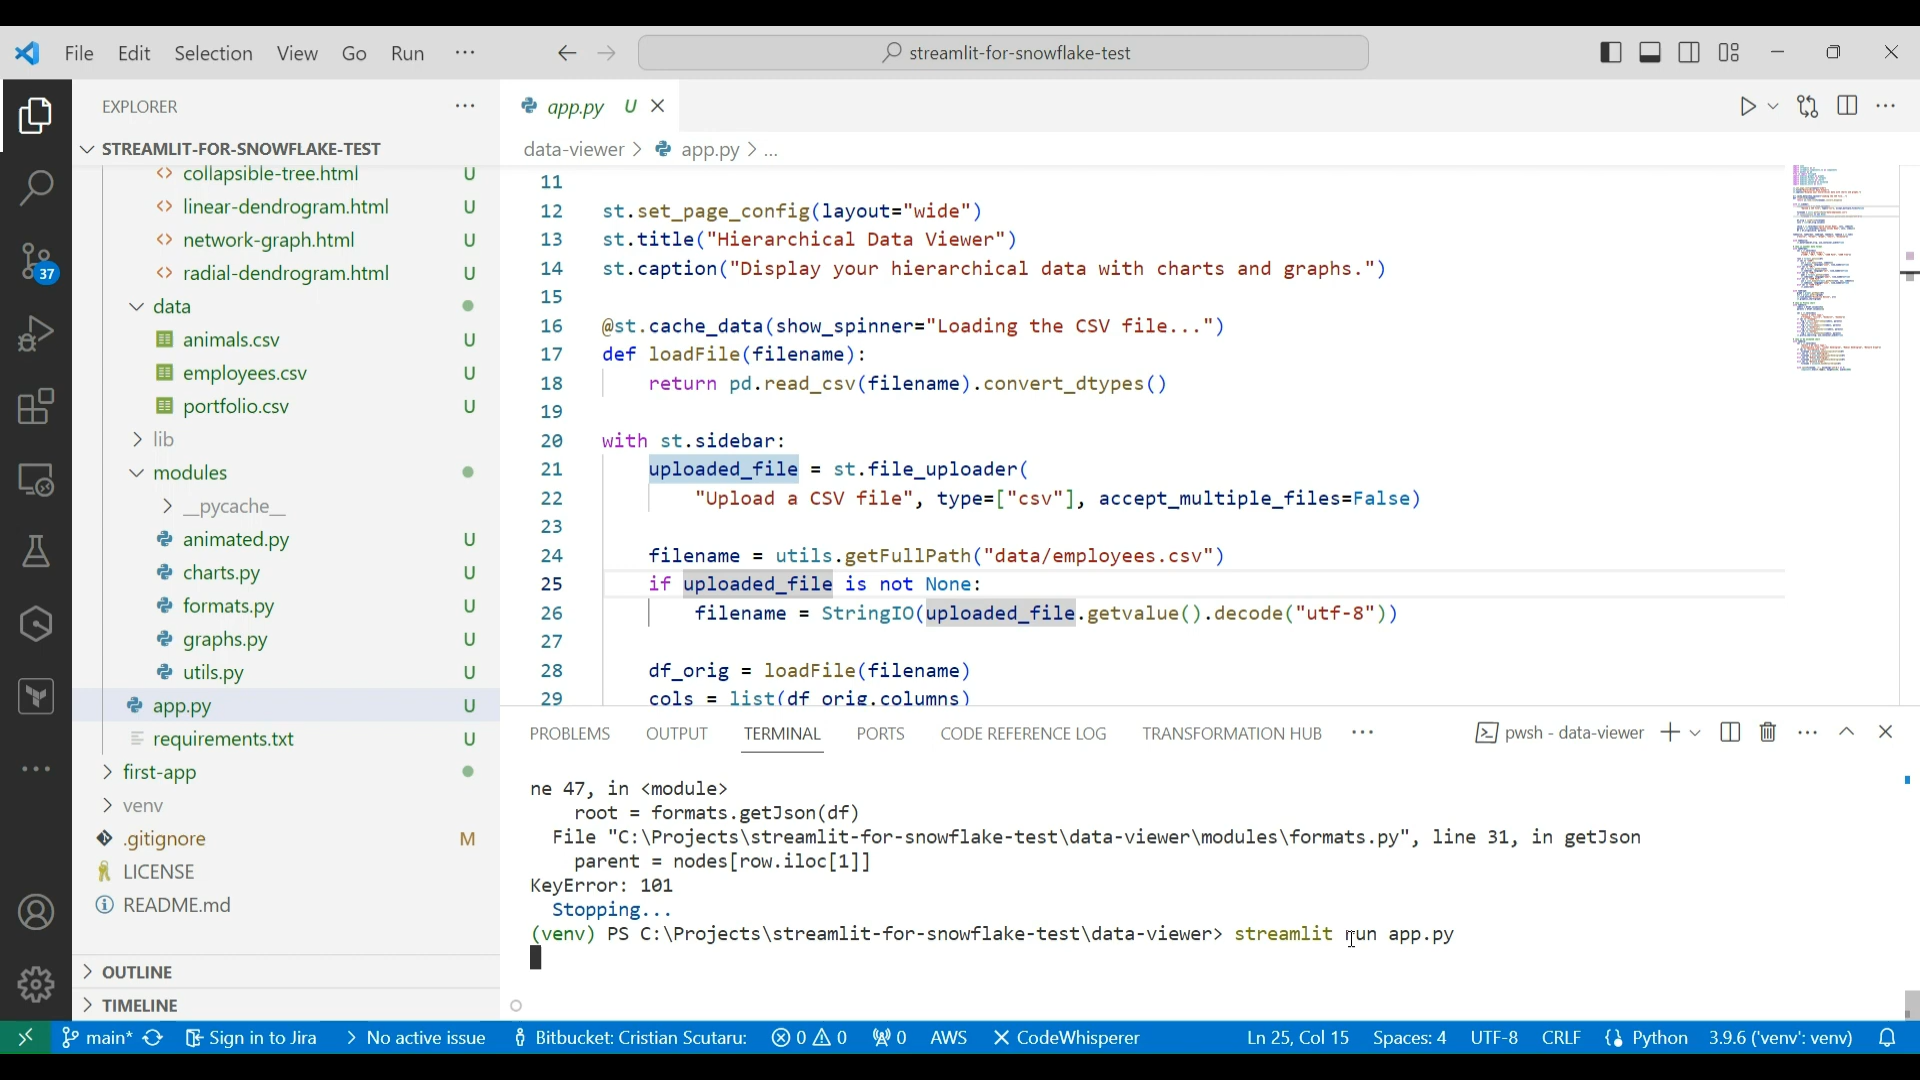 File Edit Selection View Go Run ···
streamlit-for-snowflake-test
EXPLORER
STREAMLIT-FOR-SNOWFLAKE-TEST
collapsible-tree.html U
linear-dendrogram.html U
network-graph.html U
radial-dendrogram.html U
data
animals.csv U
employees.csv U
portfolio.csv U
lib
modules
__pycache__
animated.py U
charts.py U
formats.py U
graphs.py U
utils.py U
app.py U
requirements.txt U
first-app
venv
.gitignore M
LICENSE
README.md
OUTLINE
TIMELINE
37
app.py U
data-viewer > app.py > ...
11
12 st.set_page_config(layout="wide")
13 st.title("Hierarchical Data Viewer")
14 st.caption("Display your hierarchical data with charts and graphs.")
15
16 @st.cache_data(show_spinner="Loading the CSV file...")
17 def loadFile(filename):
18 return pd.read_csv(filename).convert_dtypes()
19
20 with st.sidebar:
21 uploaded_file = st.file_uploader(
22 "Upload a CSV file", type=["csv"], accept_multiple_files=False)
23
24 filename = utils.getFullPath("data/employees.csv")
25 if uploaded_file is not None:
26 filename = StringIO(uploaded_file.getvalue().decode("utf-8"))
27
28 df_orig = loadFile(filename)
29 cols = list(df_orig.columns)
PROBLEMS OUTPUT TERMINAL PORTS CODE REFERENCE LOG TRANSFORMATION HUB ··· pwsh - data-viewer
ne 47, in <module>
root = formats.getJson(df)
File "C:\Projects\streamlit-for-snowflake-test\data-viewer\modules\formats.py", line 31, in getJson
parent = nodes[row.iloc[1]]
KeyError: 101
Stopping...
(venv) PS C:\Projects\streamlit-for-snowflake-test\data-viewer> streamlit run app.py
main* Sign in to Jira No active issue Bitbucket: Cristian Scutaru: 0 0 0 AWS CodeWhisperer Ln 25, Col 15 Spaces: 4 UTF-8 CRLF Python 3.9.6 ('venv': venv)